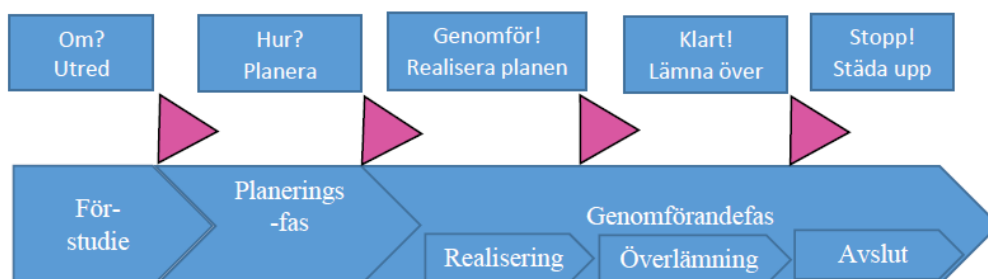 Om?
Utred
Hur?
Planera
Genomför!
Realisera planen
Klart!
Lämna över
Stopp!
Städa upp
För-
studie
Planerings
-fas
Genomförandefas
Realisering
Överlämning
Avslut